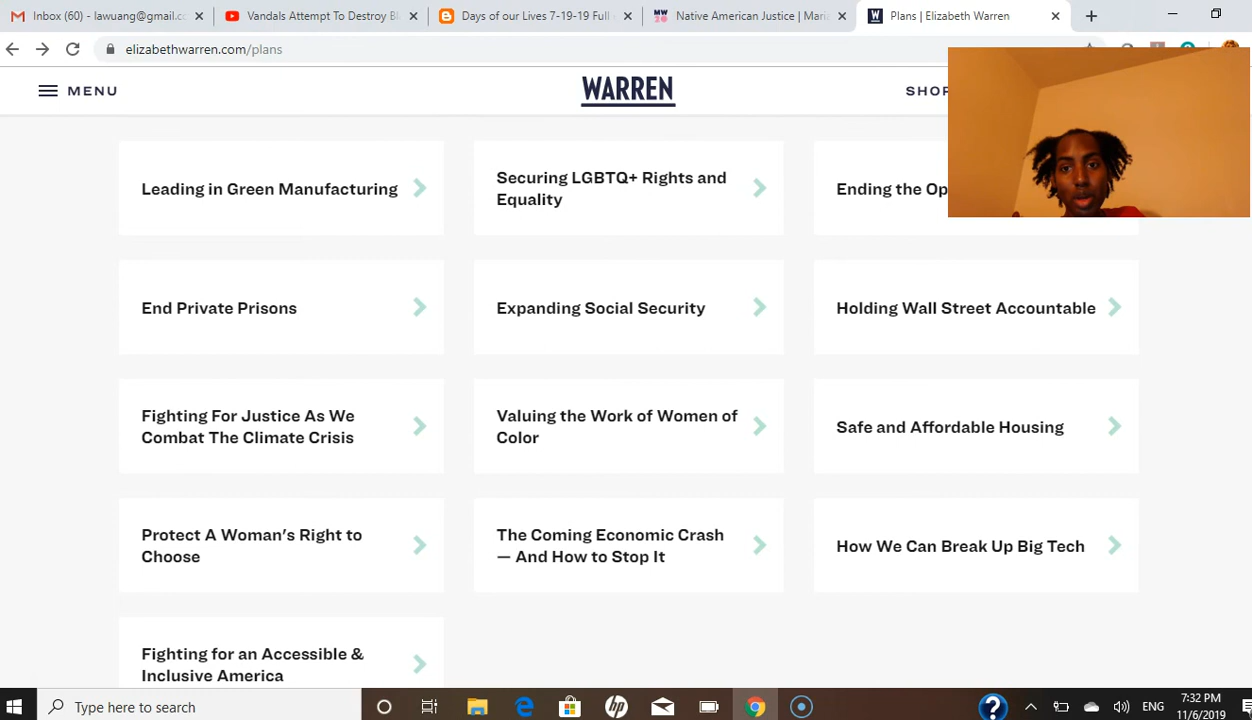 Inbox (60) - lawuang@gmail.cc
Vandals Attempt To Destroy Bl
Days of our Lives 7-19-19 Full
Native American Justice | Maria
Plans | Elizabeth Warren
elizabethwarren.com/plans
MENU
WARREN
SHOP
Leading in Green Manufacturing
Securing LGBTQ+ Rights and
Equality
Ending the Op
End Private Prisons
Expanding Social Security
Holding Wall Street Accountable
Fighting For Justice As We
Combat The Climate Crisis
Valuing the Work of Women of
Color
Safe and Affordable Housing
Protect A Woman's Right to
Choose
The Coming Economic Crash
— And How to Stop It
How We Can Break Up Big Tech
Fighting for an Accessible &
Inclusive America
Type here to search
ENG
7:32 PM
11/6/2019